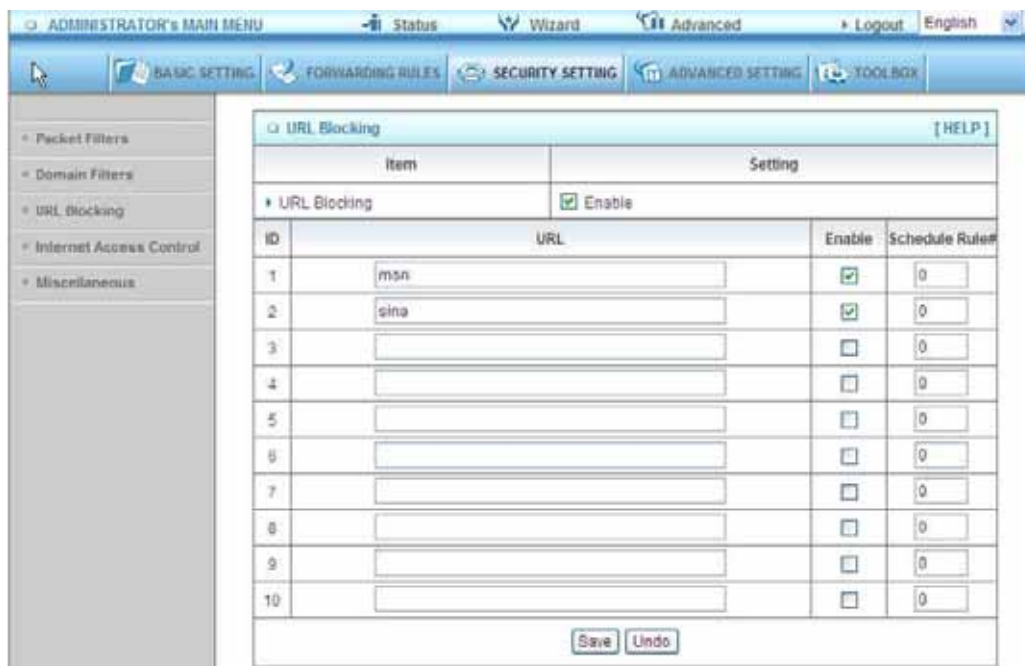 ADMINISTRATOR's MAIN MENU Status Wizard Advanced Logout English
BASIC SETTING FORWARDING RULES SECURITY SETTING ADVANCED SETTING TOOLBOX
Packet Filters
Domain Filters
URL Blocking
Internet Access Control
Miscellaneous
URL Blocking [HELP]
Item Setting
URL Blocking Enable
ID URL Enable Schedule Rule#
1 msn 0
2 sina 0
3 0
4 0
5 0
6 0
7 0
8 0
9 0
10 0
Save Undo